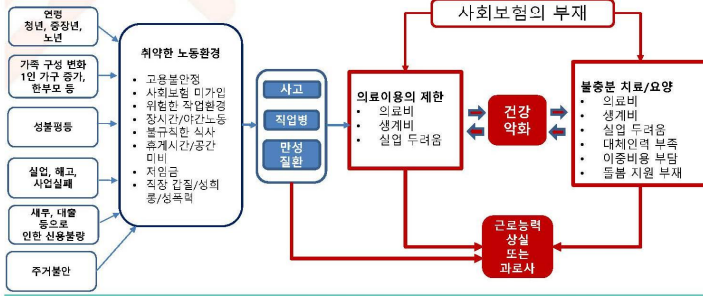 연령
청년, 중장년,
노년
가족 구성 변화
1인 가구 증가,
한부모 등
성불평등
실업, 해고,
사업실패
새무, 대출
등으로
인한 신용불량
주거불안
취약한 노동환경
• 고용불안정
• 사회보험 미가입
• 위험한 작업환경
• 장시간/야간노동
• 불규칙한 식사
• 휴게시간/공간
미비
• 저임금
• 직장 갑질/성희
롱/성폭력
사고
직업병
만성
질환
사회보험의 부재
의료이용의 제한
• 의료비
• 생계비
• 실업 두려움
건강
악화
불충분 치료/요양
• 의료비
• 생계비
• 실업 두려움
• 대체인력 부족
• 이중비용 부담
• 돌봄 지원 부재
근로능력
상실
또는
과로사